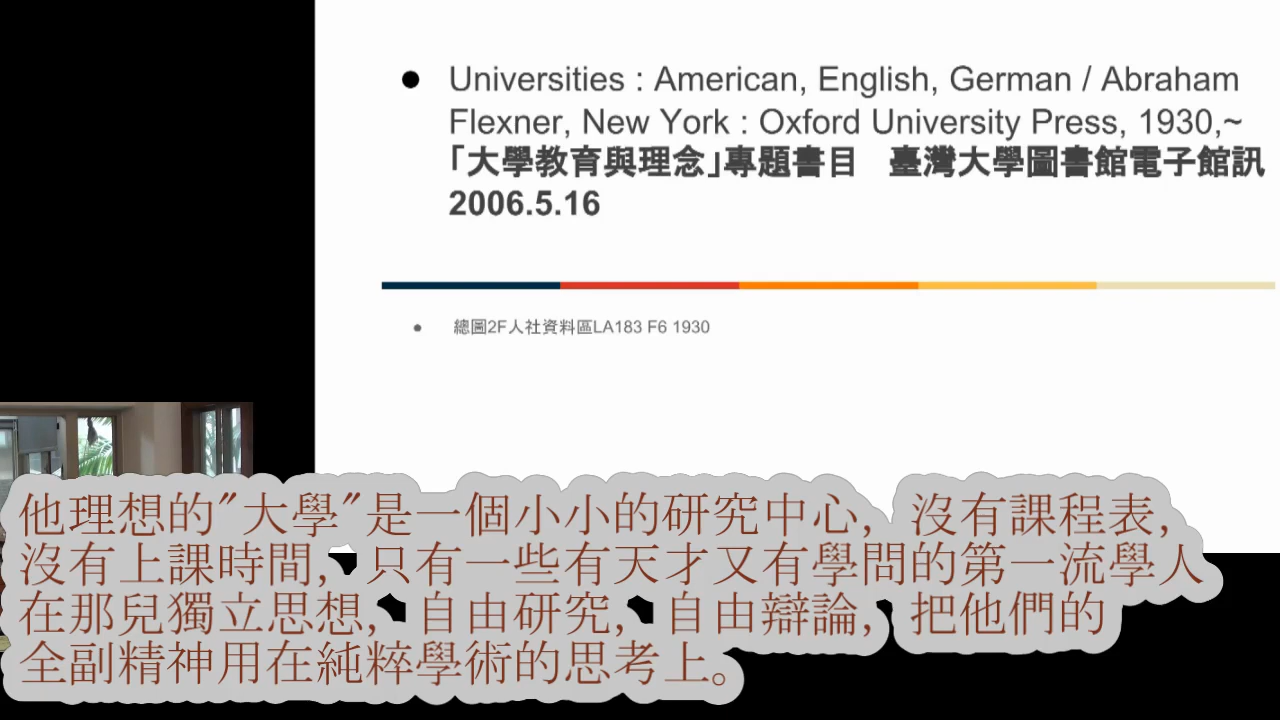 ● Universities : American, English, German / Abraham
Flexner, New York : Oxford University Press, 1930,~
「大學教育與理念」專題書目　臺灣大學圖書館電子館訊
2006.5.16
● 總圖2F人社資料區LA183 F6 1930
他理想的"大學"是一個小小的研究中心，沒有課程表，
沒有上課時間，只有一些有天才又有學問的第一流學人
在那兒獨立思想，自由研究，自由辯論，把他們的
全副精神用在純粹學術的思考上。